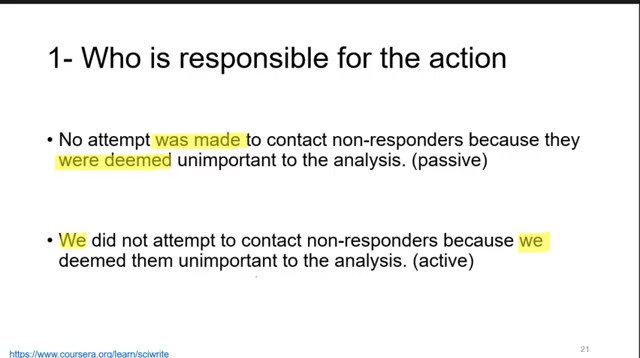 1- Who is responsible for the action
• No attempt was made to contact non-responders because they
were deemed unimportant to the analysis. (passive)
• We did not attempt to contact non-responders because we
deemed them unimportant to the analysis. (active)
https://www.coursera.org/learn/sciwrite
21